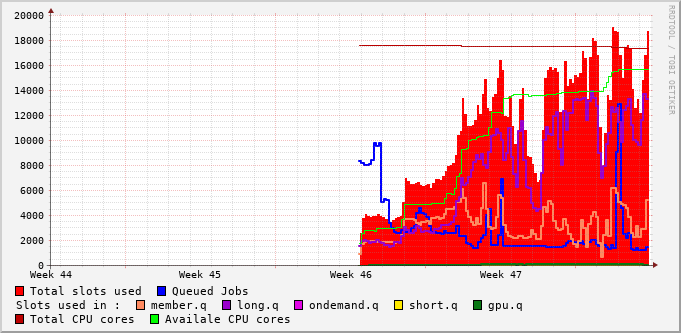 20000
18000
16000
14000
12000
10000
8000
6000
4000
2000
0
Week 44 Week 45 Week 46 Week 47
Total slots used Queued Jobs
Slots used in : member.q long.q ondemand.q short.q gpu.q
Total CPU cores Availale CPU cores
RRDTOOL / TOBI OETIKER